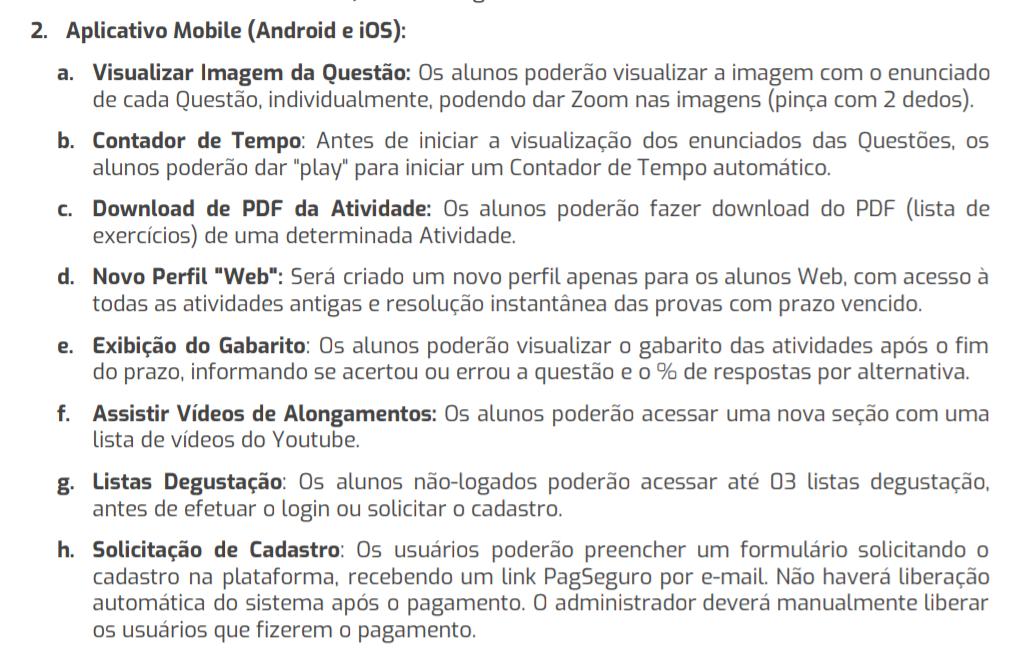 2. Aplicativo Mobile (Android e iOS):
a. Visualizar Imagem da Questão: Os alunos poderão visualizar a imagem com o enunciado
de cada Questão, individualmente, podendo dar Zoom nas imagens (pinça com 2 dedos).
b. Contador de Tempo: Antes de iniciar a visualização dos enunciados das Questões, os
alunos poderão dar "play" para iniciar um Contador de Tempo automático.
c. Download de PDF da Atividade: Os alunos poderão fazer download do PDF (lista de
exercícios) de uma determinada Atividade.
d. Novo Perfil "Web": Será criado um novo perfil apenas para os alunos Web, com acesso à
todas as atividades antigas e resolução instantânea das provas com prazo vencido.
e. Exibição do Gabarito: Os alunos poderão visualizar o gabarito das atividades após o fim
do prazo, informando se acertou ou errou a questão e o % de respostas por alternativa.
f. Assistir Vídeos de Alongamentos: Os alunos poderão acessar uma nova seção com uma
lista de vídeos do Youtube.
g. Listas Degustação: Os alunos não-logados poderão acessar até 03 listas degustação,
antes de efetuar o login ou solicitar o cadastro.
h. Solicitação de Cadastro: Os usuários poderão preencher um formulário solicitando o
cadastro na plataforma, recebendo um link PagSeguro por e-mail. Não haverá liberação
automática do sistema após o pagamento. O administrador deverá manualmente liberar
os usuários que fizerem o pagamento.